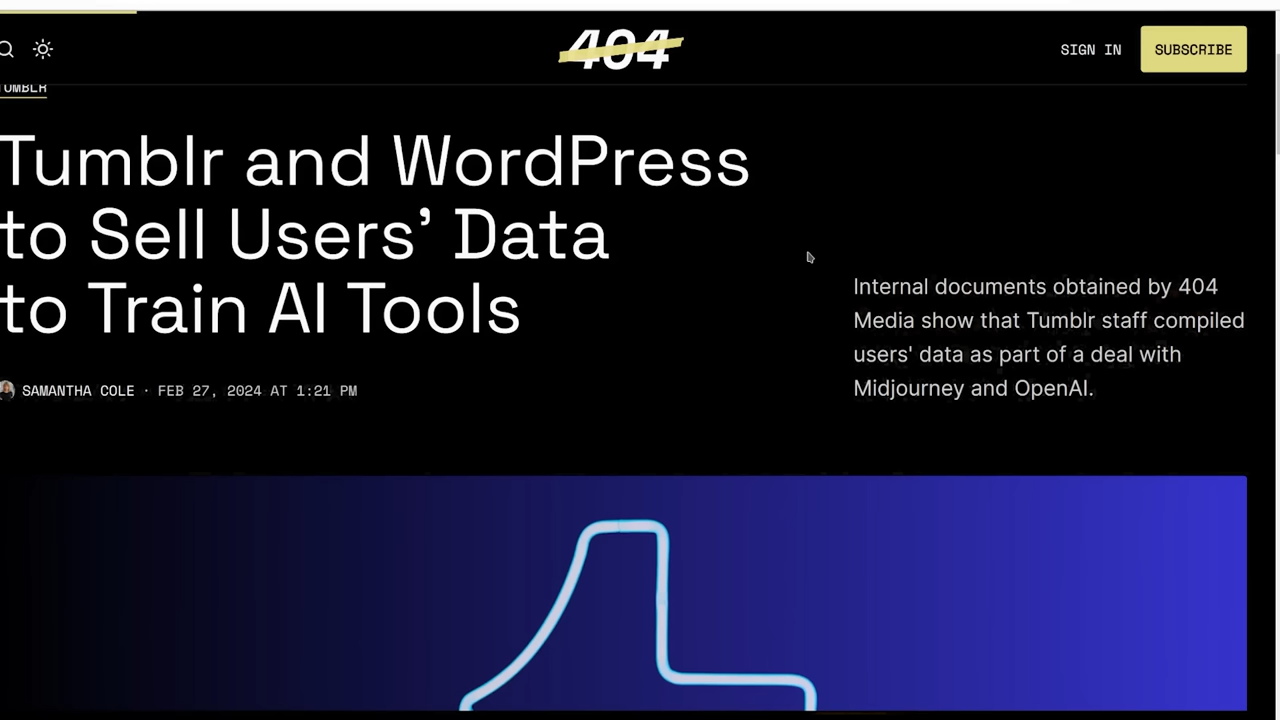 404
SIGN IN
SUBSCRIBE
TUMBLR
Tumblr and WordPress
to Sell Users’ Data
to Train AI Tools
Internal documents obtained by 404
Media show that Tumblr staff compiled
users' data as part of a deal with
Midjourney and OpenAI.
SAMANTHA COLE · FEB 27, 2024 AT 1:21 PM